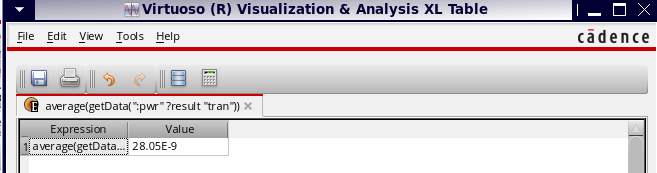 Virtuoso (R) Visualization & Analysis XL Table
File Edit View Tools Help
cādence
average(getData(":pwr" ?result "tran"))
Expression Value
1 average(getData... 28.05E-9